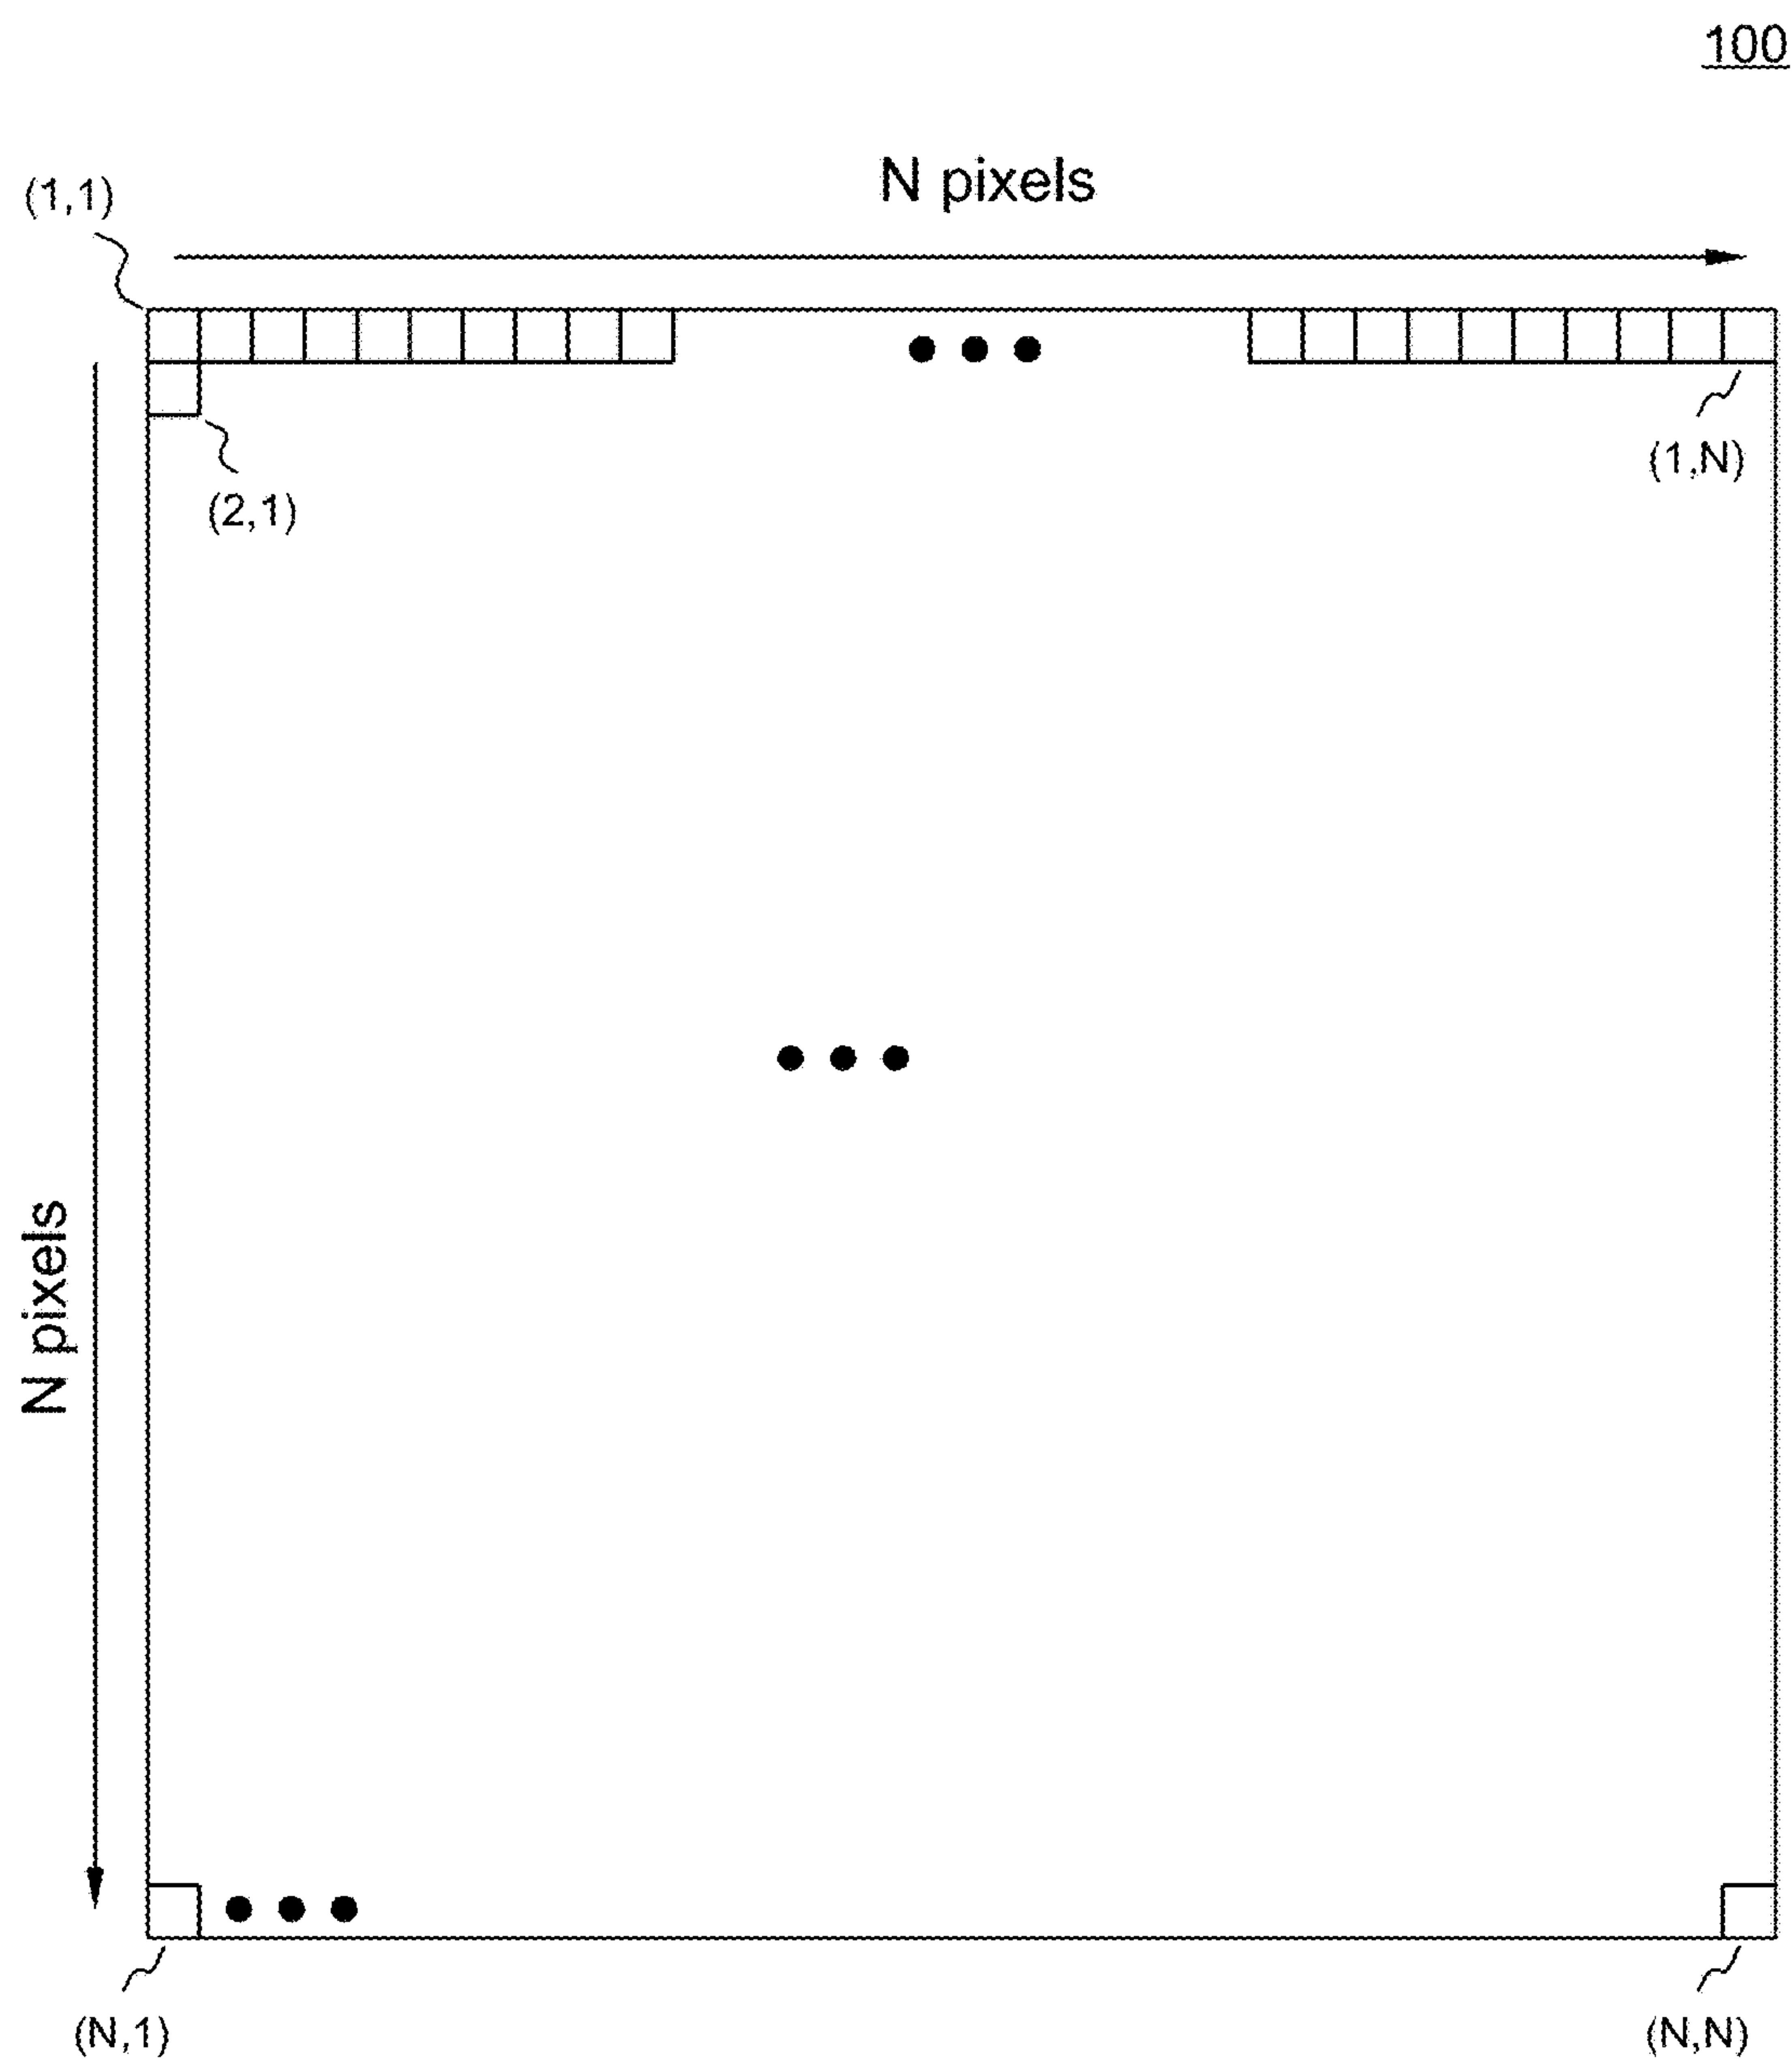 100
N pixels
(1,1)
(1,N)
(2,1)
N pixels
(N,1)
(N,N)